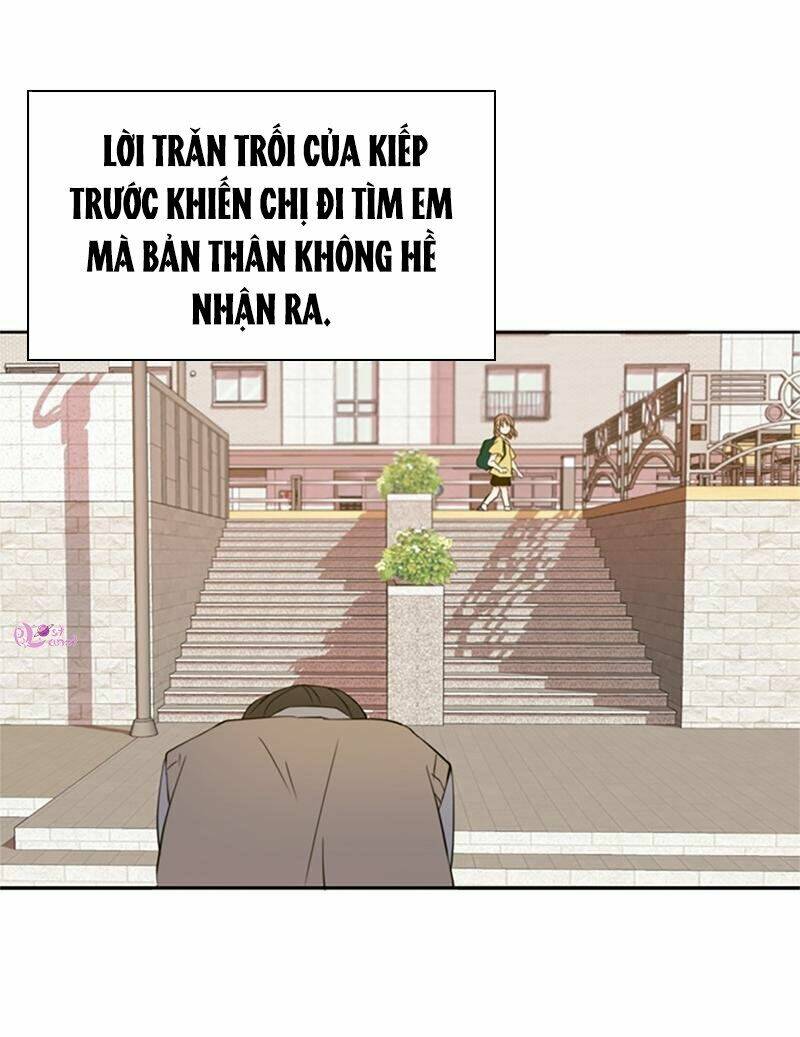 LỜI TRĂN TRỐI CỦA KIẾP
TRƯỚC KHIẾN CHỊ ĐI TÌM EM
MÀ BẢN THÂN KHÔNG HỀ
NHẬN RA.